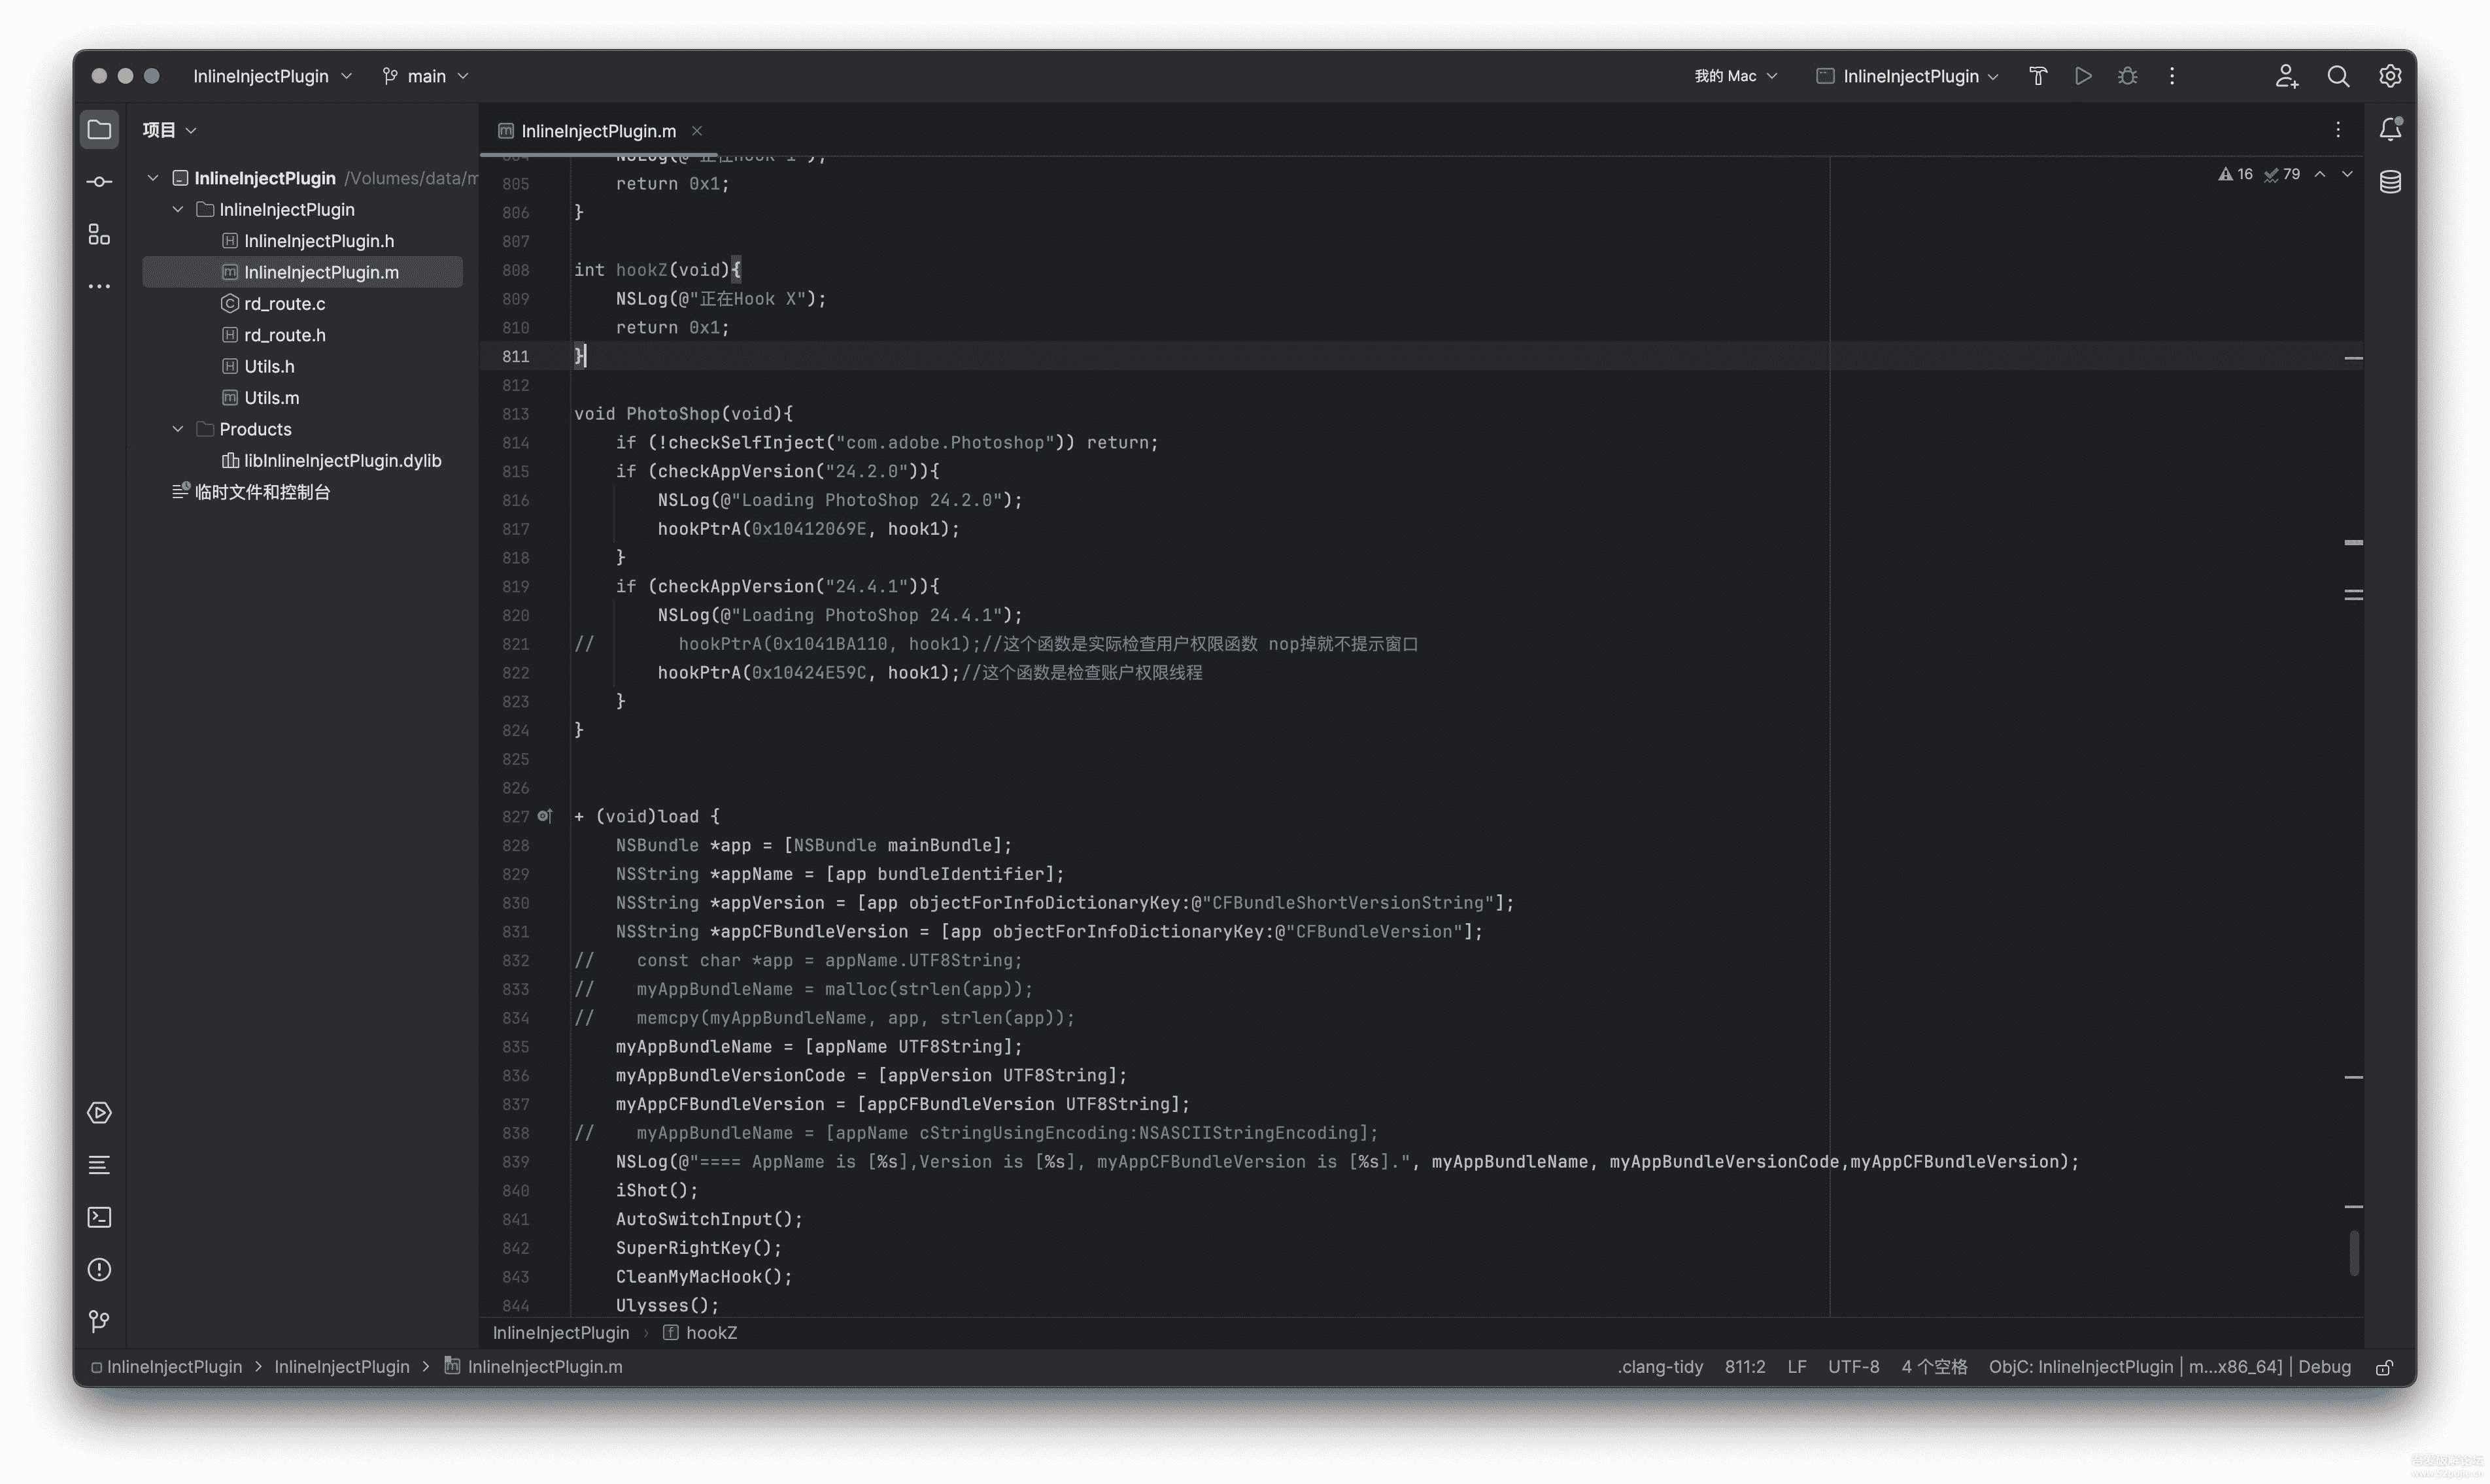 InlineInjectPlugin main 我的 Mac InlineInjectPlugin
项目
InlineInjectPlugin /Volumes/data/m
InlineInjectPlugin
InlineInjectPlugin.h
InlineInjectPlugin.m
rd_route.c
rd_route.h
Utils.h
Utils.m
Products
libInlineInjectPlugin.dylib
临时文件和控制台
InlineInjectPlugin.m
16 79
805 return 0x1;
806 }
807
808 int hookZ(void){
809 NSLog(@"正在Hook X");
810 return 0x1;
811 }
812
813 void PhotoShop(void){
814 if (!checkSelfInject("com.adobe.Photoshop")) return;
815 if (checkAppVersion("24.2.0")){
816 NSLog(@"Loading PhotoShop 24.2.0");
817 hookPtrA(0x10412069E, hook1);
818 }
819 if (checkAppVersion("24.4.1")){
820 NSLog(@"Loading PhotoShop 24.4.1");
821 // hookPtrA(0x1041BA110, hook1);//这个函数是实际检查用户权限函数 nop掉就不提示窗口
822 hookPtrA(0x10424E59C, hook1);//这个函数是检查账户权限线程
823 }
824 }
825
826
827 + (void)load {
828 NSBundle *app = [NSBundle mainBundle];
829 NSString *appName = [app bundleIdentifier];
830 NSString *appVersion = [app objectForInfoDictionaryKey:@"CFBundleShortVersionString"];
831 NSString *appCFBundleVersion = [app objectForInfoDictionaryKey:@"CFBundleVersion"];
832 // const char *app = appName.UTF8String;
833 // myAppBundleName = malloc(strlen(app));
834 // memcpy(myAppBundleName, app, strlen(app));
835 myAppBundleName = [appName UTF8String];
836 myAppBundleVersionCode = [appVersion UTF8String];
837 myAppCFBundleVersion = [appCFBundleVersion UTF8String];
838 // myAppBundleName = [appName cStringUsingEncoding:NSASCIIStringEncoding];
839 NSLog(@"==== AppName is [%s],Version is [%s], myAppCFBundleVersion is [%s].", myAppBundleName, myAppBundleVersionCode,myAppCFBundleVersion);
840 iShot();
841 AutoSwitchInput();
842 SuperRightKey();
843 CleanMyMacHook();
844 Ulysses();
InlineInjectPlugin › f hookZ
InlineInjectPlugin > InlineInjectPlugin > InlineInjectPlugin.m .clang-tidy 811:2 LF UTF-8 4 个空格 ObjC: InlineInjectPlugin | m...x86_64] | Debug